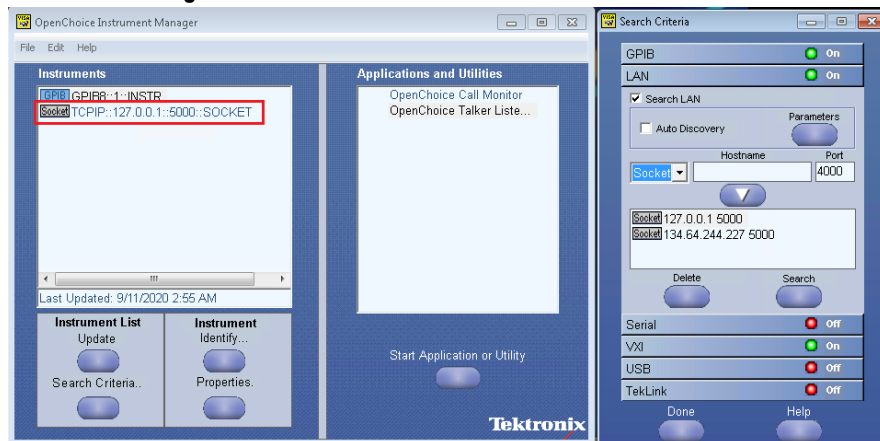 OpenChoice Instrument Manager
File Edit Help
Instruments
GPIB GPIB8::1::INSTR
Socket TCPIP::127.0.0.1::5000::SOCKET
Last Updated: 9/11/2020 2:55 AM
Instrument List
Update
Search Criteria..
Instrument
Identify...
Properties.
Applications and Utilities
OpenChoice Call Monitor
OpenChoice Talker Liste...
Start Application or Utility
Tektronix
Search Criteria
GPIB On
LAN On
Search LAN
Auto Discovery
Parameters
Hostname Port
Socket 4000
Socket 127.0.0.1 5000
Socket 134.64.244.227 5000
Delete Search
Serial Off
VXI On
USB Off
TekLink Off
Done Help